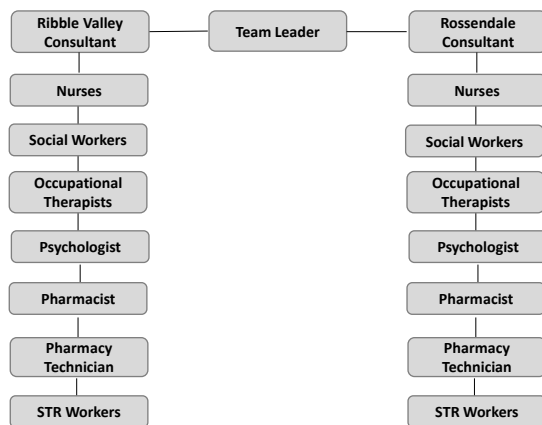 Ribble Valley
Consultant
Team Leader
Rossendale
Consultant
Nurses
Nurses
Social Workers
Social Workers
Occupational
Therapists
Occupational
Therapists
Psychologist
Psychologist
Pharmacist
Pharmacist
Pharmacy
Technician
Pharmacy
Technician
STR Workers
STR Workers